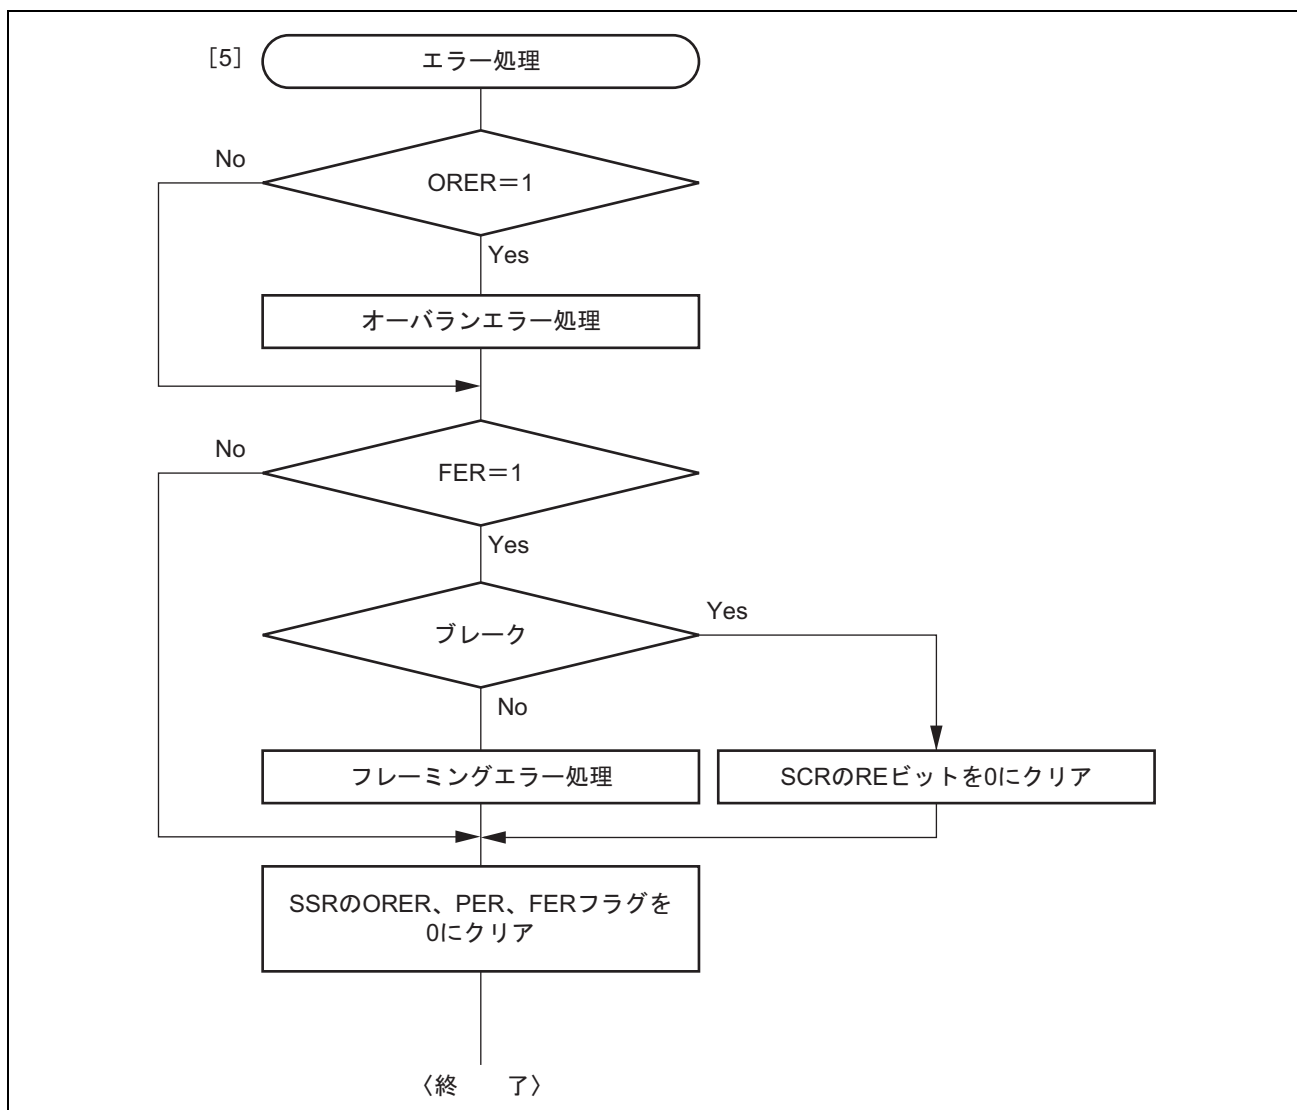 [5]
エラー処理
No
ORER=1
Yes
オーバランエラー処理
No
FER=1
Yes
ブレーク
Yes
No
フレーミングエラー処理
SCRのREビットを0にクリア
SSRのORER、PER、FERフラグを
0にクリア
〈終 了〉